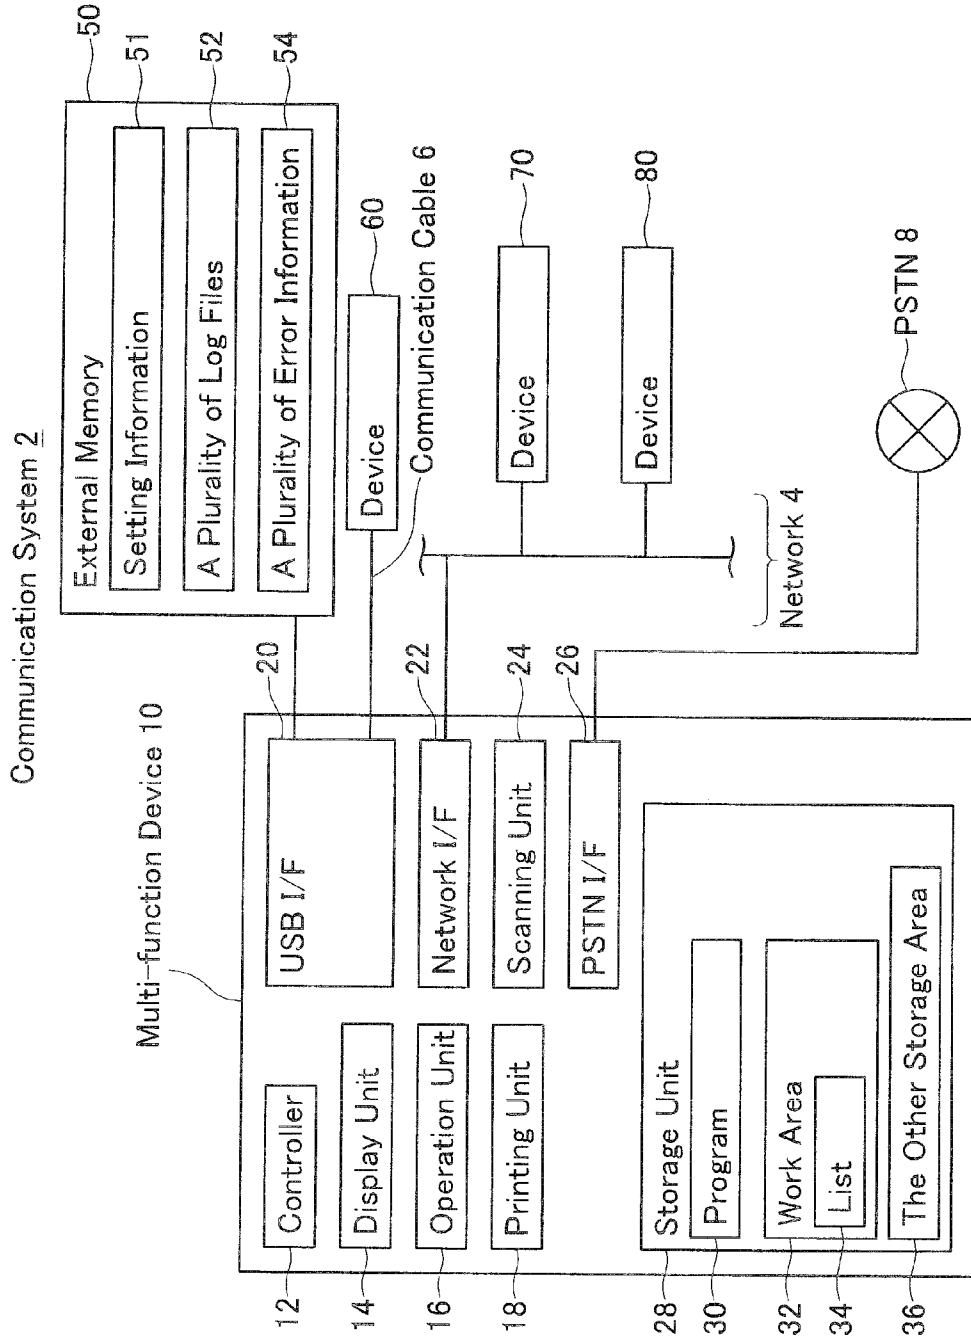 Communication System 2
Multi-function Device 10
12
Controller
14
Display Unit
16
Operation Unit
18
Printing Unit
USB I/F
20
Network I/F
22
Scanning Unit
24
PSTN I/F
26
28
Storage Unit
30
Program
32
Work Area
34
List
36
The Other Storage Area
External Memory
50
Setting Information
51
A Plurality of Log Files
52
A Plurality of Error Information
54
Device
60
Communication Cable 6
Device
70
Device
80
Network 4
PSTN 8